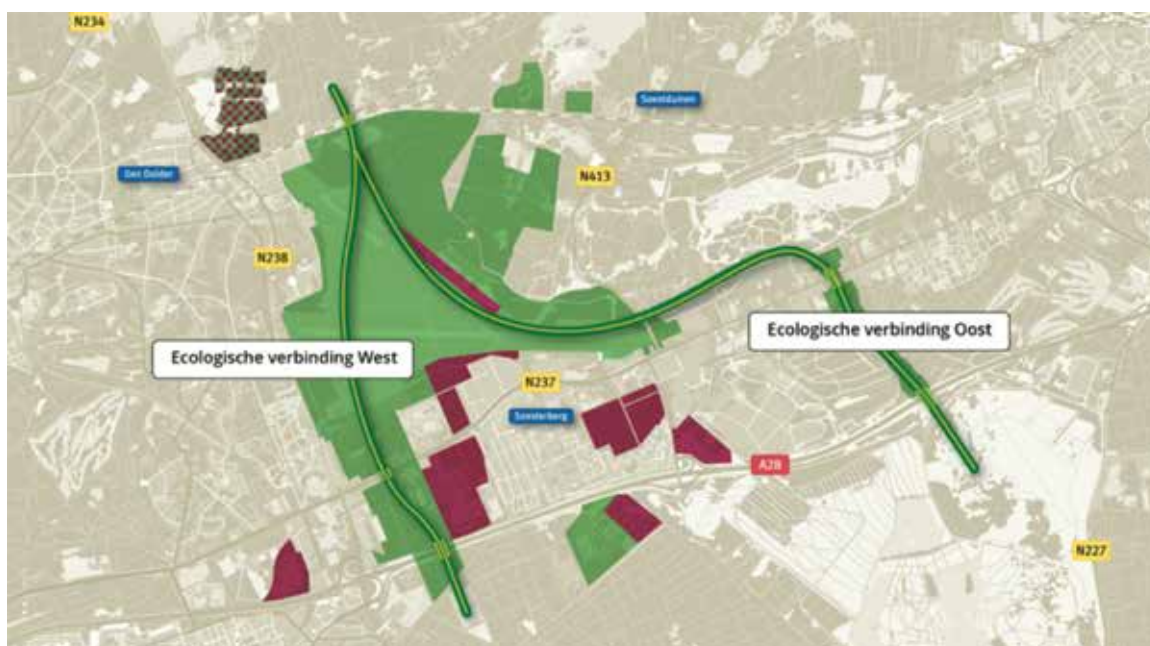 N234
Soestduinen
Den Dolder
N413
N238
Ecologische verbinding Oost
Ecologische verbinding West
N237
Soesterberg
A28
N227